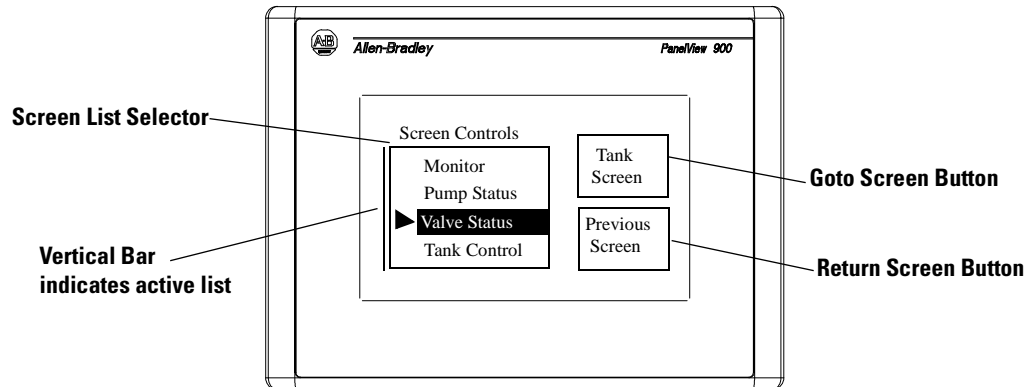 AB
Allen-Bradley
PanelView 900
Screen List Selector
Screen Controls
Monitor
Pump Status
Valve Status
Tank Control
Tank
Screen
Previous
Screen
Goto Screen Button
Return Screen Button
Vertical Bar
indicates active list